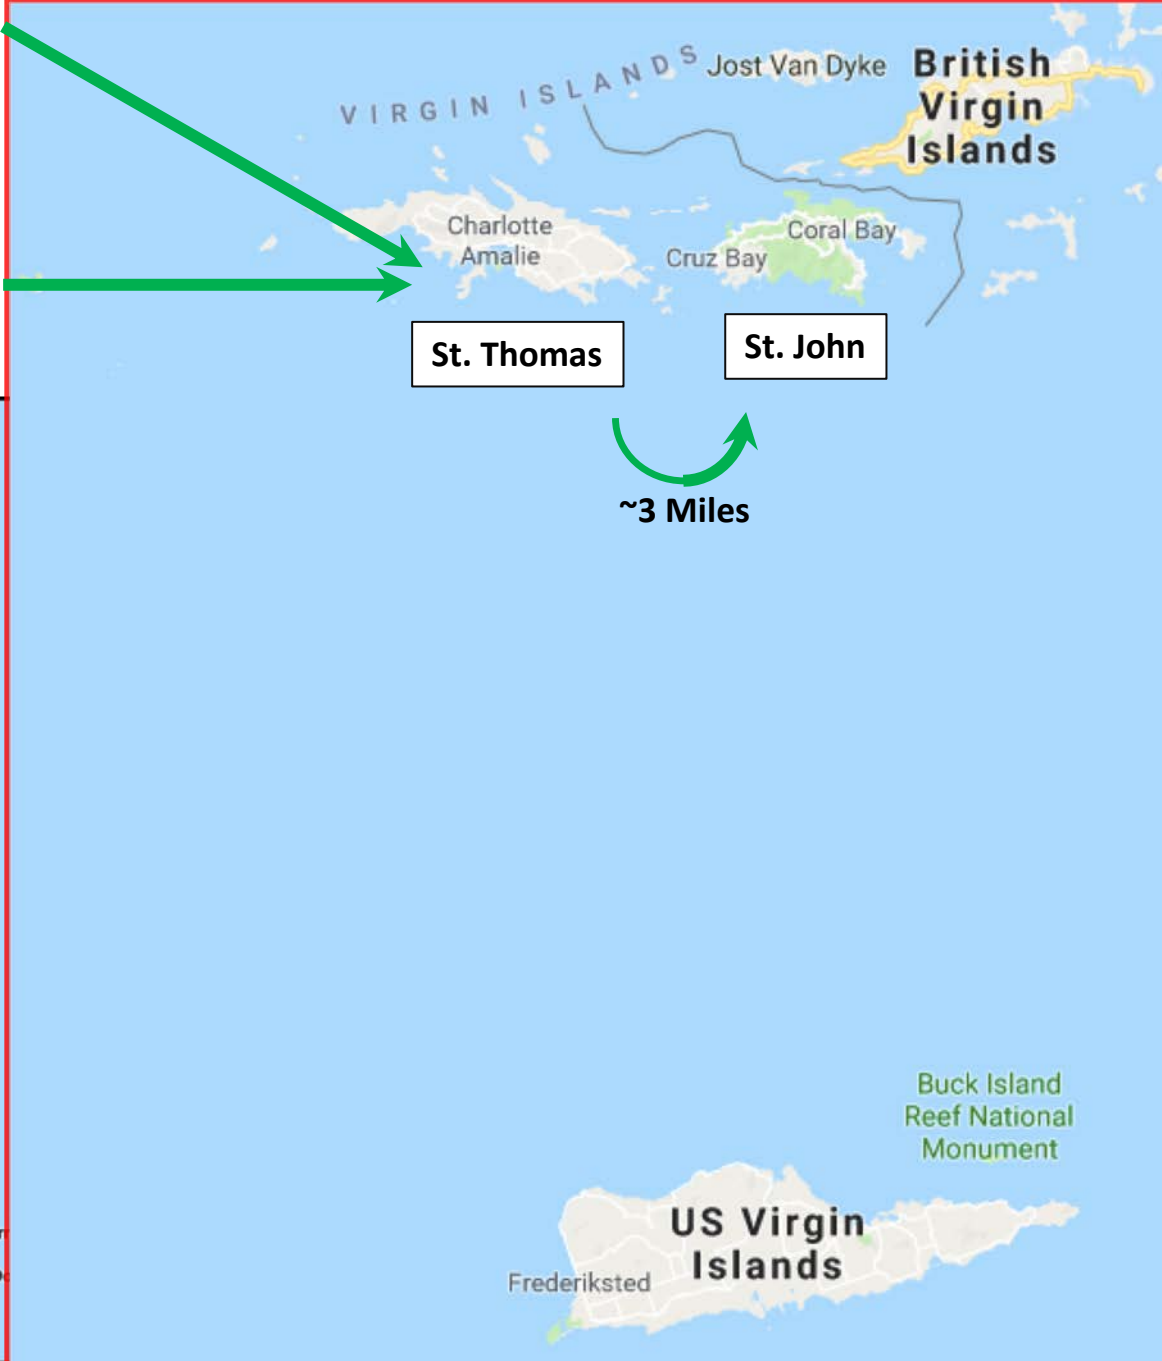 VIRGIN ISLANDS
Jost Van Dyke
British
Virgin
Islands
Charlotte
Amalie
Cruz Bay
Coral Bay
St. Thomas
St. John
~3 Miles
Buck Island
Reef National
Monument
US Virgin
Islands
Frederiksted